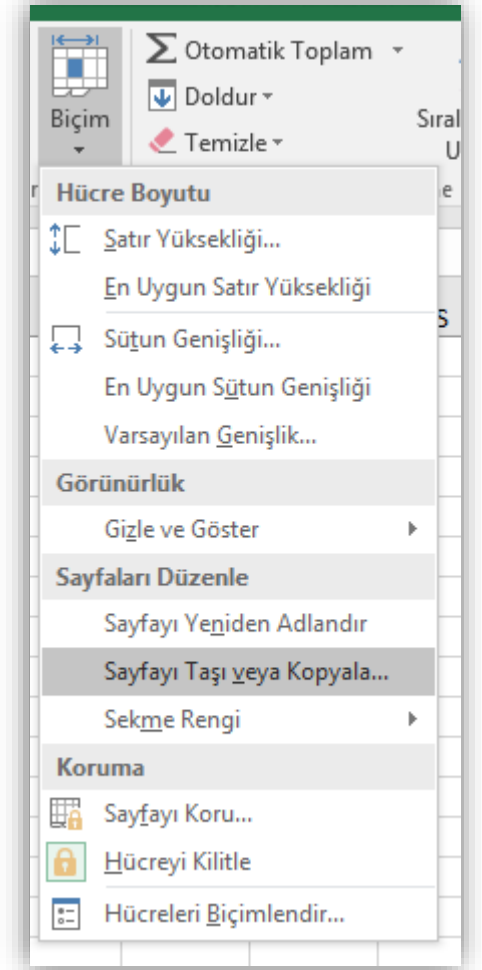 Biçim
Otomatik Toplam
Doldur
Temizle
Sıral
U
e
Hücre Boyutu
Satır Yüksekliği...
En Uygun Satır Yüksekliği
S
Sütun Genişliği...
En Uygun Sütun Genişliği
Varsayılan Genişlik...
Görünürlük
Gizle ve Göster
Sayfaları Düzenle
Sayfayı Yeniden Adlandır
Sayfayı Taşı veya Kopyala...
Sekme Rengi
Koruma
Sayfayı Koru...
Hücreyi Kilitle
Hücreleri Biçimlendir...